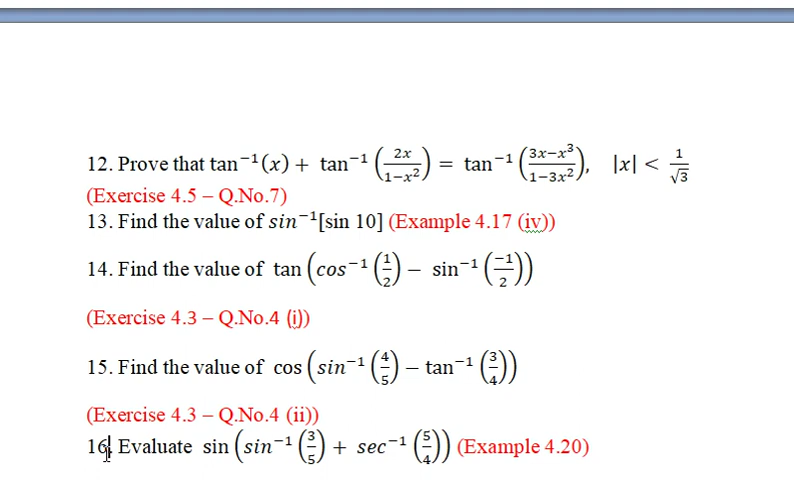 12. Prove that tan⁻¹(x) + tan⁻¹(2x/(1−x²)) = tan⁻¹((3x−x³)/(1−3x²)), |x| < 1/√3
(Exercise 4.5 – Q.No.7)
13. Find the value of sin⁻¹[sin 10] (Example 4.17 (iv))
14. Find the value of tan(cos⁻¹(1/2) − sin⁻¹(−1/2))
(Exercise 4.3 – Q.No.4 (i))
15. Find the value of cos(sin⁻¹(4/5) − tan⁻¹(3/4))
(Exercise 4.3 – Q.No.4 (ii))
16. Evaluate sin(sin⁻¹(3/5) + sec⁻¹(5/4)) (Example 4.20)